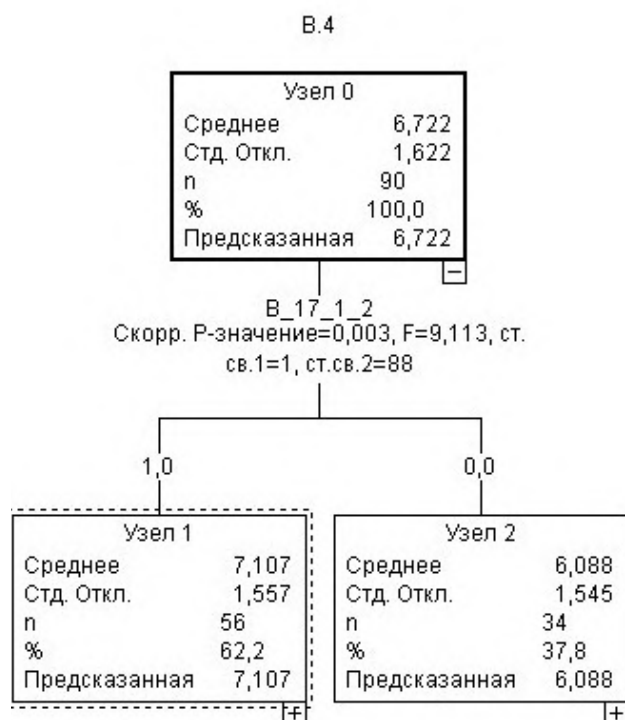 В.4
Узел 0
Среднее 6,722
Стд. Откл. 1,622
n 90
% 100,0
Предсказанная 6,722
B_17_1_2
Скорр. P-значение=0,003, F=9,113, ст.
св.1=1, ст.св.2=88
1,0 0,0
Узел 1
Среднее 7,107
Стд. Откл. 1,557
n 56
% 62,2
Предсказанная 7,107
Узел 2
Среднее 6,088
Стд. Откл. 1,545
n 34
% 37,8
Предсказанная 6,088